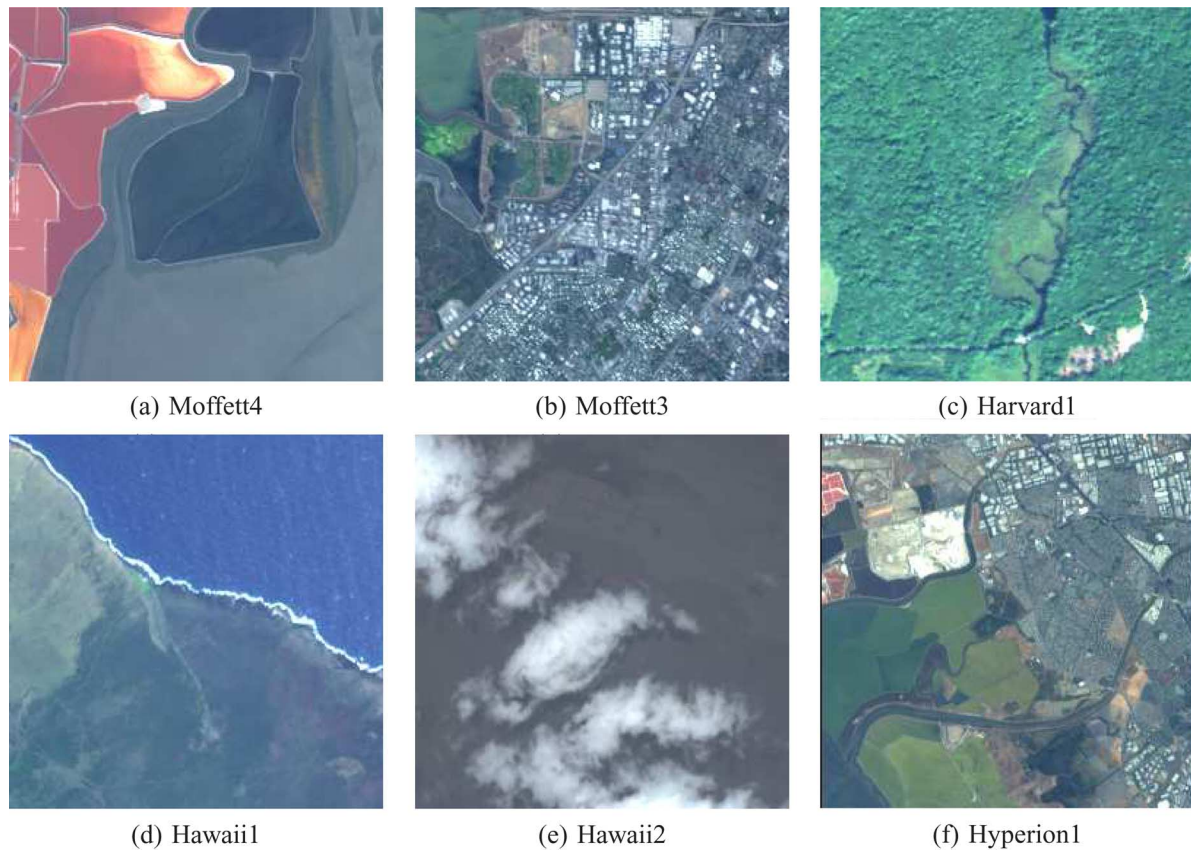 (a) Moffett4
(b) Moffett3
(c) Harvard1
(d) Hawaii1
(e) Hawaii2
(f) Hyperion1